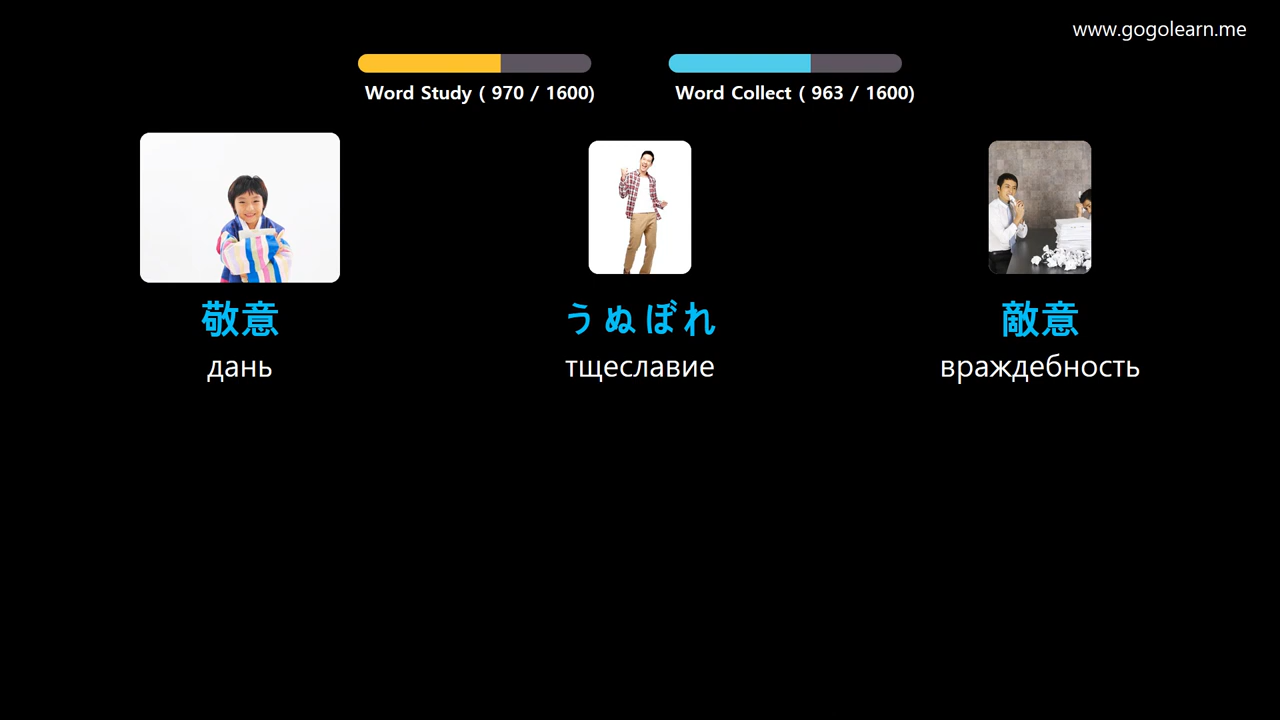 www.gogolearn.me
Word Study ( 970 / 1600)
Word Collect ( 963 / 1600)
敬意
うぬぼれ
敵意
дань
тщеславие
враждебность